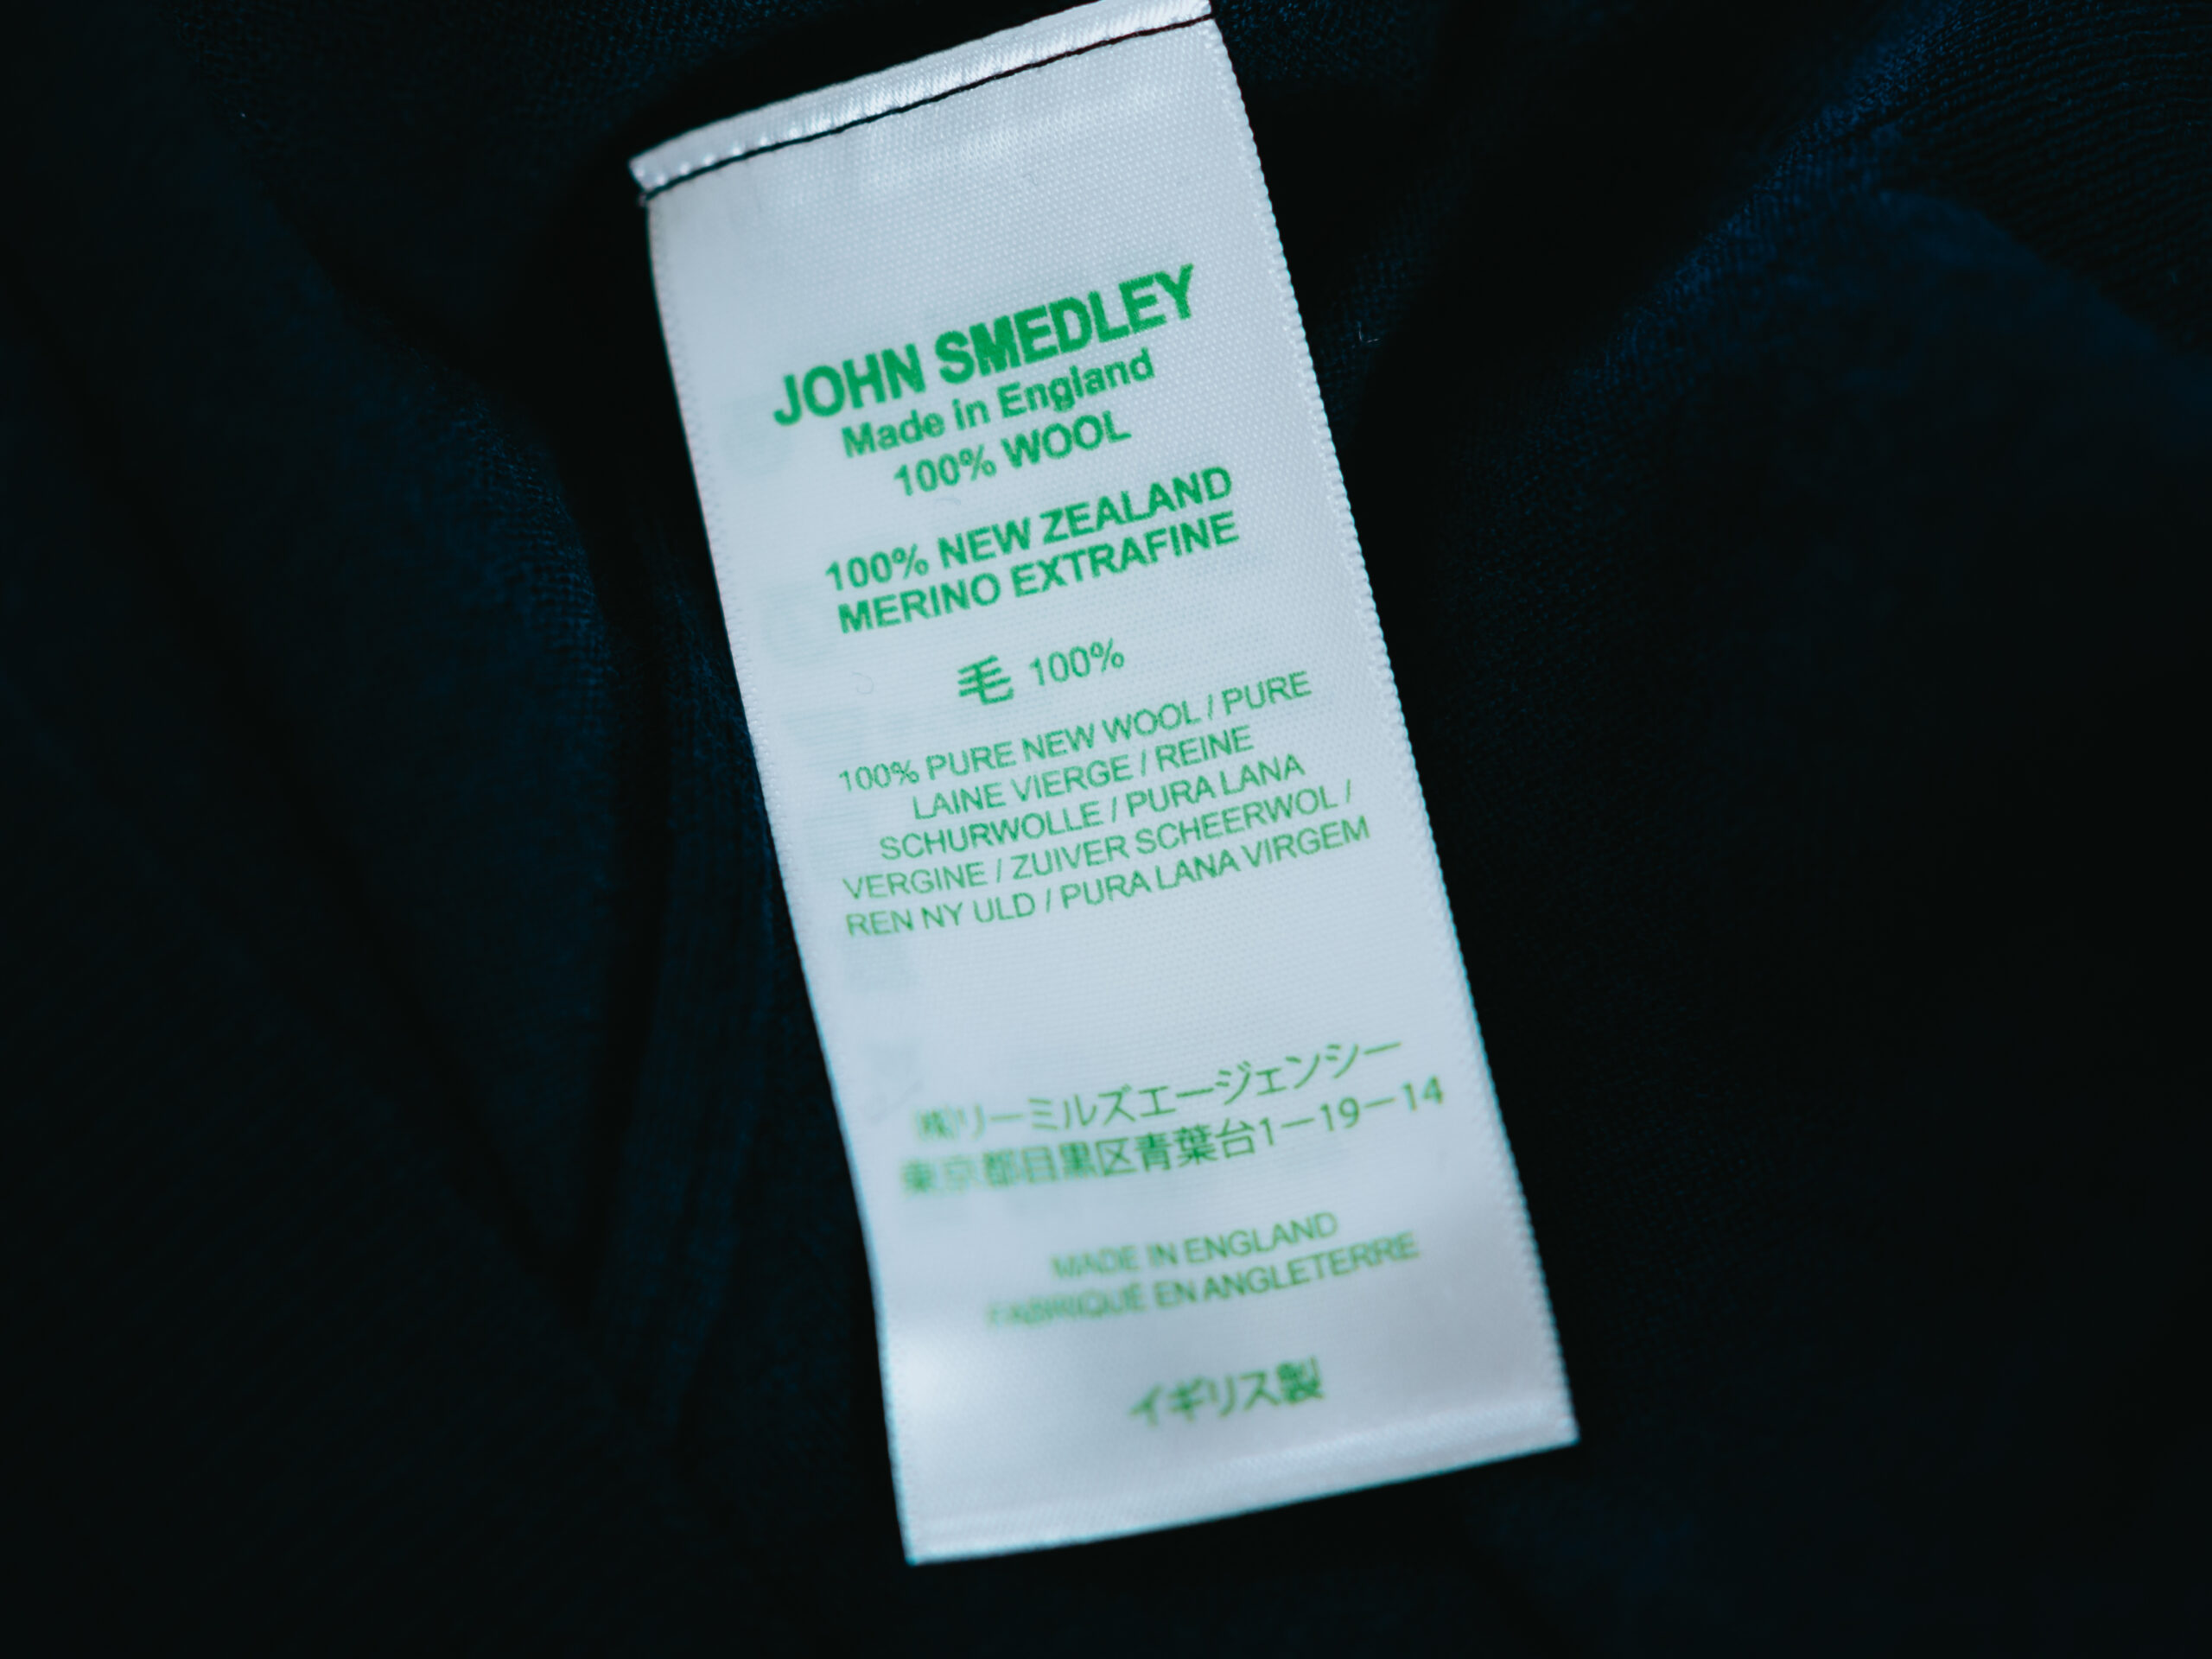 JOHN SMEDLEY
Made in England
100% WOOL
100% NEW ZEALAND
MERINO EXTRAFINE
毛 100%
100% PURE NEW WOOL / PURE
LAINE VIERGE / REINE
SCHURWOLLE / PURA LANA
VERGINE / ZUIVER SCHEERWOL /
REN NY ULD / PURA LANA VIRGEM
㈱リーミルズエージェンシー
東京都目黒区青葉台1−19−14
MADE IN ENGLAND
FABRIQUÉ EN ANGLETERRE
イギリス製